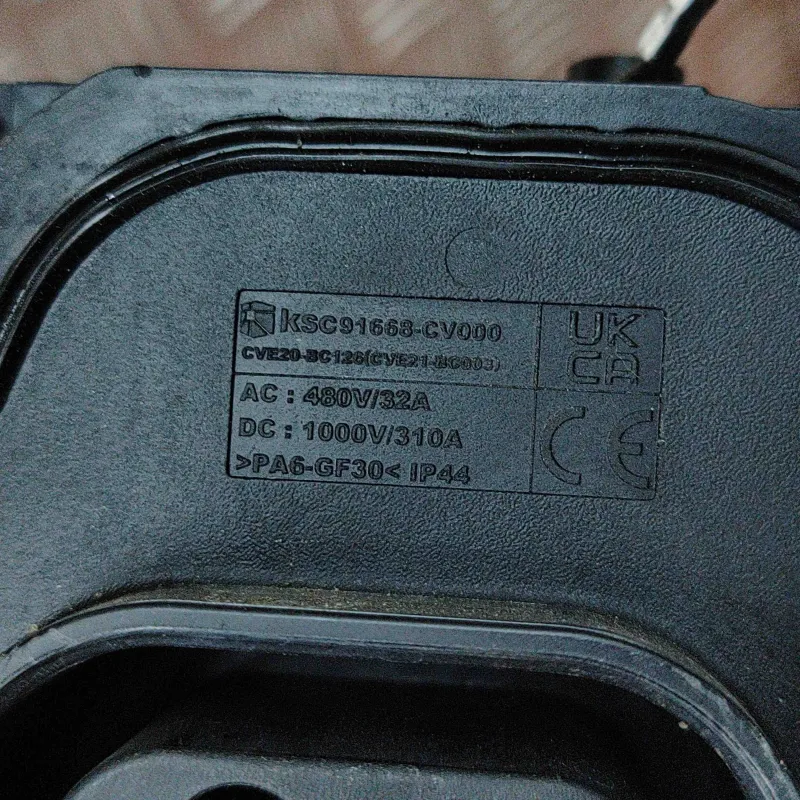 KSC91668-CV000
CVE20-BC126(CVE21-BC003)
UK
CA
AC : 480V/32A
DC : 1000V/310A
>PA6-GF30< IP44
CE